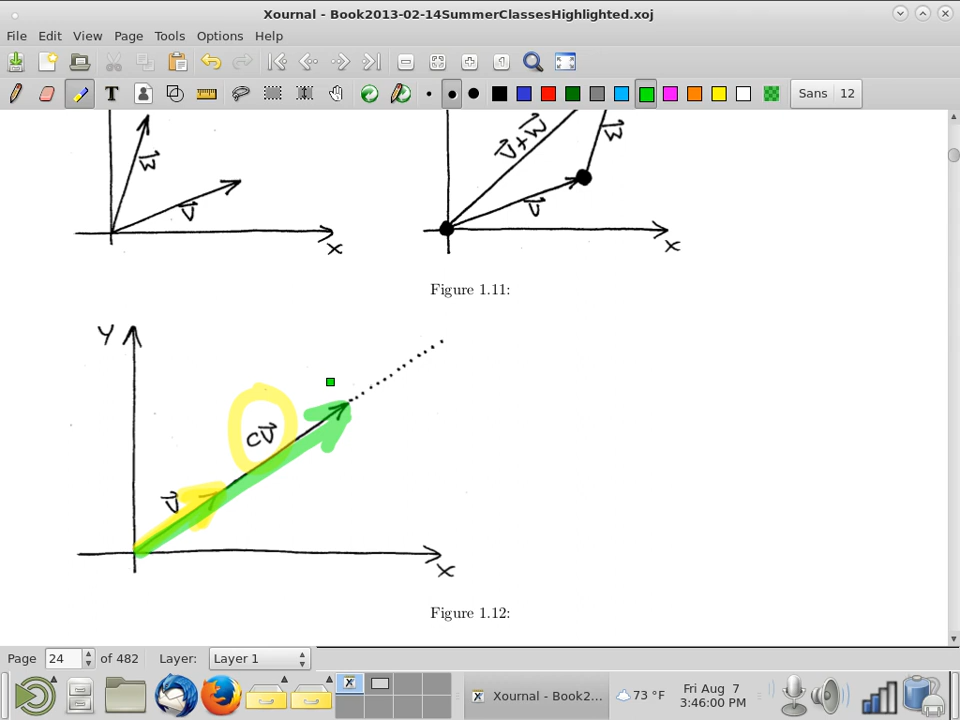 Xournal - Book2013-02-14SummerClassesHighlighted.xoj
File Edit View Page Tools Options Help
T 1 Sans 12
w v x
v+w w v x
Figure 1.11:
y
cv
v
x
Figure 1.12:
Page 24 of 482 Layer: Layer 1
Xournal - Book2... 73 °F Fri Aug 7
3:46:00 PM